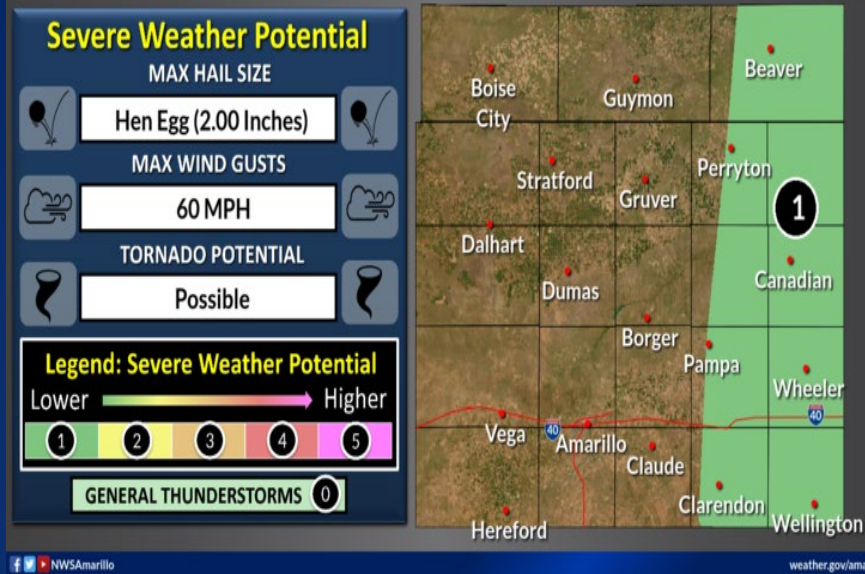 Severe Weather Potential
MAX HAIL SIZE
Hen Egg (2.00 Inches)
MAX WIND GUSTS
60 MPH
TORNADO POTENTIAL
Possible
Legend: Severe Weather Potential
Lower Higher
1 2 3 4 5
GENERAL THUNDERSTORMS 0
Beaver
Boise
City
Guymon
Perryton
Stratford
Gruver
1
Dalhart
Canadian
Dumas
Borger
Pampa
Wheeler
40
Vega
40
Amarillo
Claude
Clarendon
Wellington
Hereford
NWSAmarillo
weather.gov/ama